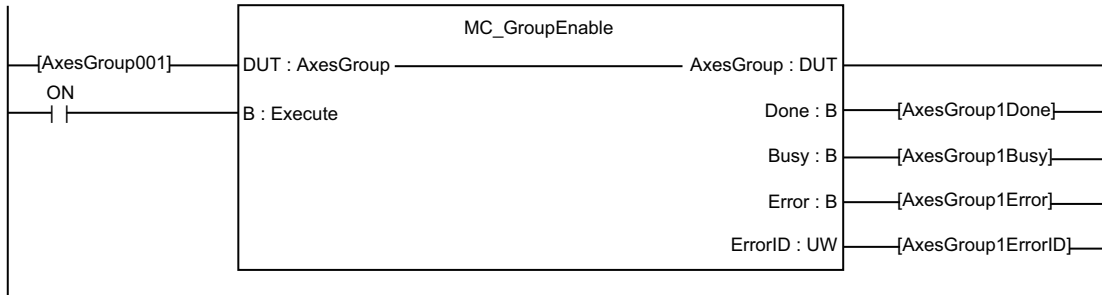 MC_GroupEnable
[AxesGroup001] DUT : AxesGroup AxesGroup : DUT
ON
B : Execute Done : B [AxesGroup1Done]
Busy : B [AxesGroup1Busy]
Error : B [AxesGroup1Error]
ErrorID : UW [AxesGroup1ErrorID]